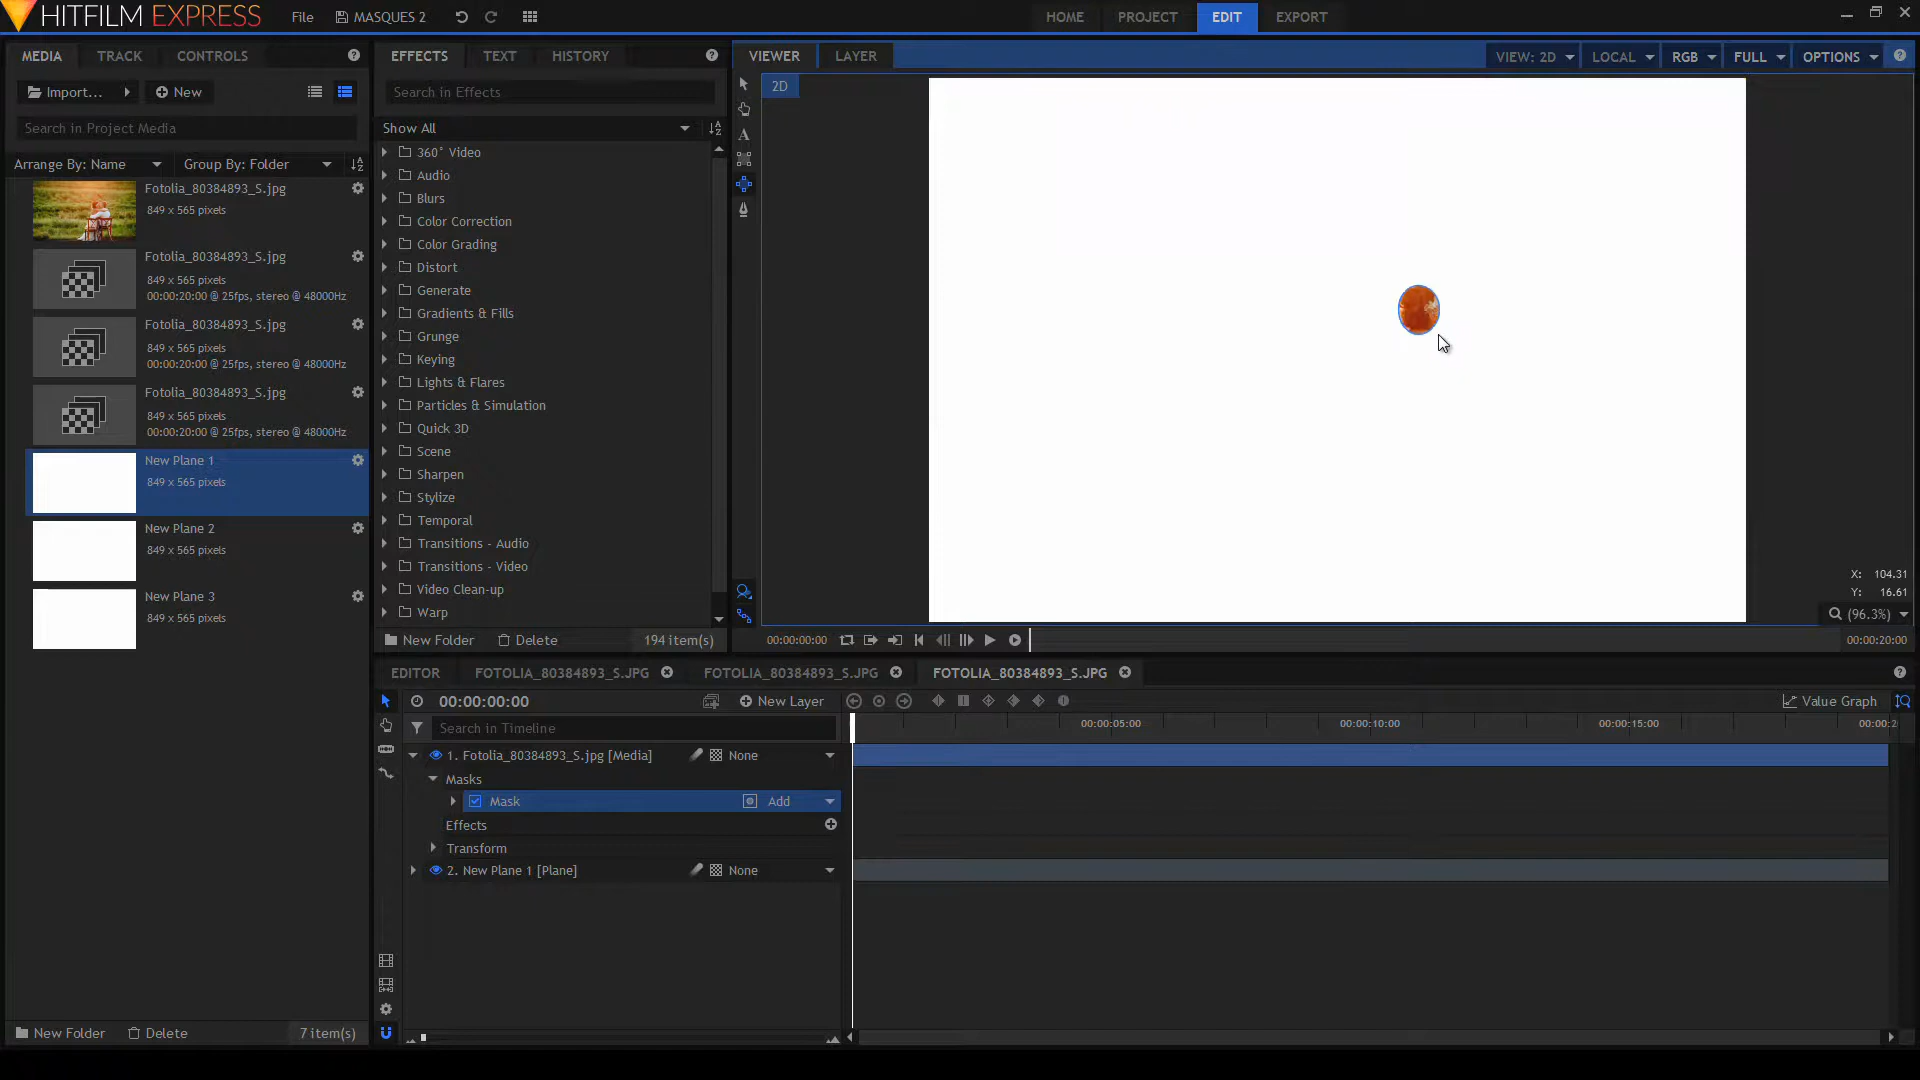 HITFILM EXPRESS
File
MASQUES 2
HOME
PROJECT
EDIT
EXPORT
MEDIA
TRACK
CONTROLS
EFFECTS
TEXT
HISTORY
VIEWER
LAYER
VIEW: 2D
LOCAL
RGB
FULL
OPTIONS
Import...
New
Search in Project Media
Arrange By: Name
Group By: Folder
Fotolia_80384893_S.jpg
849 x 565 pixels
Fotolia_80384893_S.jpg
849 x 565 pixels
00:00:20:00 @ 25fps, stereo @ 48000Hz
Fotolia_80384893_S.jpg
849 x 565 pixels
00:00:20:00 @ 25fps, stereo @ 48000Hz
Fotolia_80384893_S.jpg
849 x 565 pixels
00:00:20:00 @ 25fps, stereo @ 48000Hz
New Plane 1
849 x 565 pixels
New Plane 2
849 x 565 pixels
New Plane 3
849 x 565 pixels
New Folder
Delete
7 item(s)
Search in Effects
Show All
360° Video
Audio
Blurs
Color Correction
Color Grading
Distort
Generate
Gradients & Fills
Grunge
Keying
Lights & Flares
Particles & Simulation
Quick 3D
Scene
Sharpen
Stylize
Temporal
Transitions - Audio
Transitions - Video
Video Clean-up
Warp
New Folder
Delete
194 item(s)
2D
X: 104.31
Y: 16.61
(96.3%)
00:00:00:00
00:00:20:00
EDITOR
FOTOLIA_80384893_S.JPG
FOTOLIA_80384893_S.JPG
FOTOLIA_80384893_S.JPG
00:00:00:00
New Layer
Value Graph
Search in Timeline
00:00:05:00
00:00:10:00
00:00:15:00
00:00:2
1. Fotolia_80384893_S.jpg [Media]
None
Masks
Mask
Add
Effects
Transform
2. New Plane 1 [Plane]
None